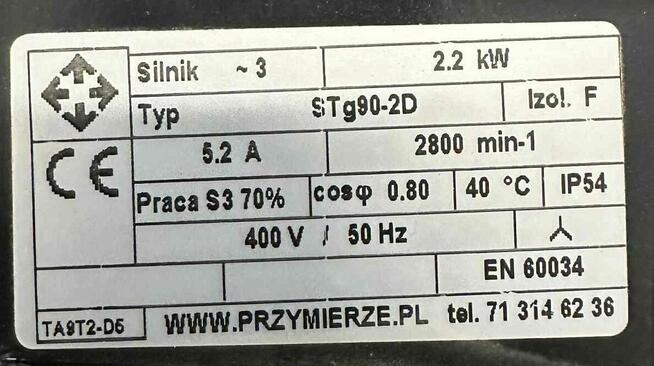 Silnik ~ 3 2.2 kW
Typ STg90-2D Izol. F
5.2 A 2800 min-1
CE
Praca S3 70% cosφ 0.80 40 °C IP54
400 V / 50 Hz
EN 60034
TA9T2-D5 WWW.PRZYMIERZE.PL tel. 71 314 62 36